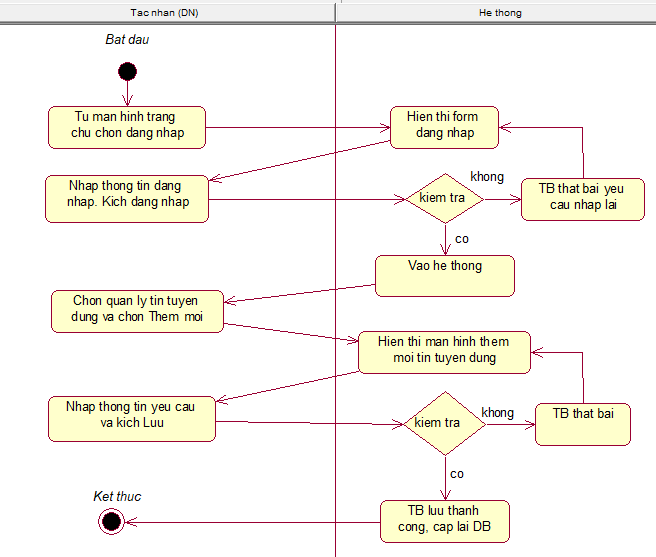 Tac nhan (DN)
He thong
Bat dau
Tu man hinh trang
chu chon dang nhap
Hien thi form
dang nhap
Nhap thong tin dang
nhap. Kich dang nhap
kiem tra
khong
TB that bai yeu
cau nhap lai
co
Vao he thong
Chon quan ly tin tuyen
dung va chon Them moi
Hien thi man hinh them
moi tin tuyen dung
Nhap thong tin yeu cau
va kich Luu
kiem tra
khong
TB that bai
co
Ket thuc
TB luu thanh
cong, cap lai DB